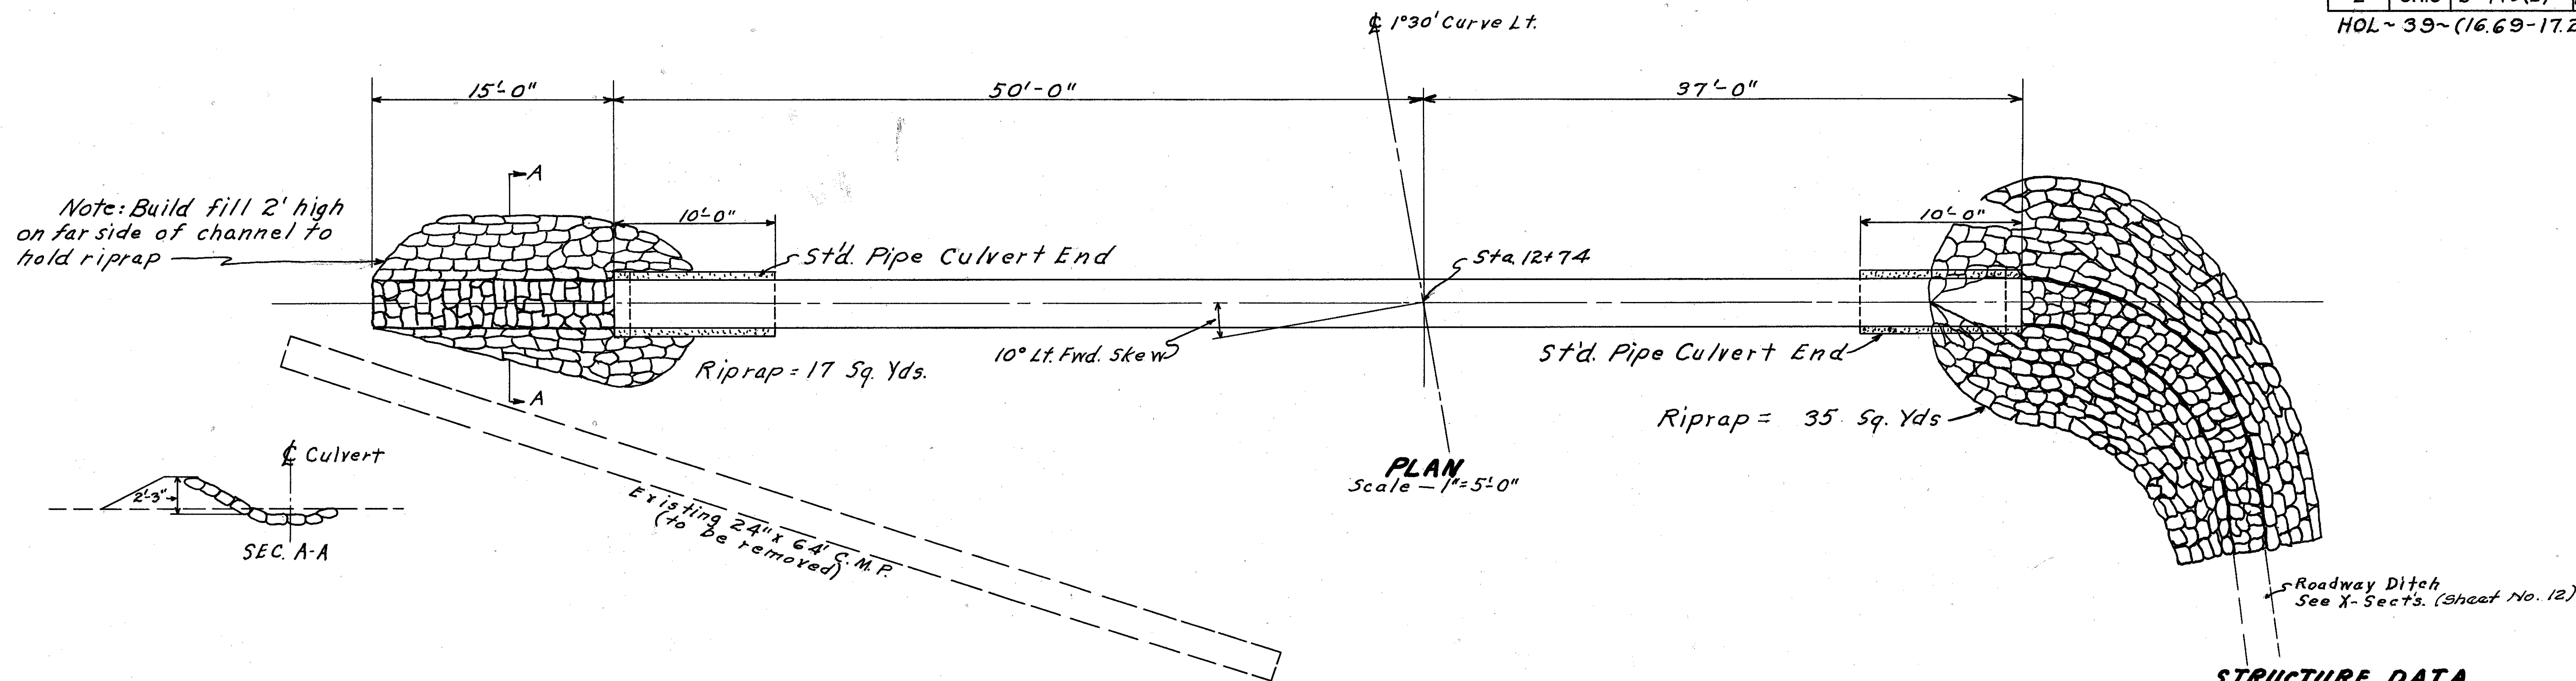 HOL~39~(16.69-17.2
℄ 1°30' Curve Lt.
15'-0"
50'-0"
37'-0"
A
Note: Build fill 2' high
on far side of channel to
hold riprap
10'-0"
St'd. Pipe Culvert End
Sta. 12+74
10'-0"
10° Lt. Fwd. Skew
St'd. Pipe Culvert End
Riprap = 17 Sq. Yds.
A
Riprap = 35 Sq. Yds
℄ Culvert
2'-3"
SEC. A-A
PLAN
Scale — 1"=5'-0"
Existing 24" x 64' C.M.P.
(to be removed)
Roadway Ditch
See X-Sect's. (Sheet No. 12)
STRUCTURE DATA